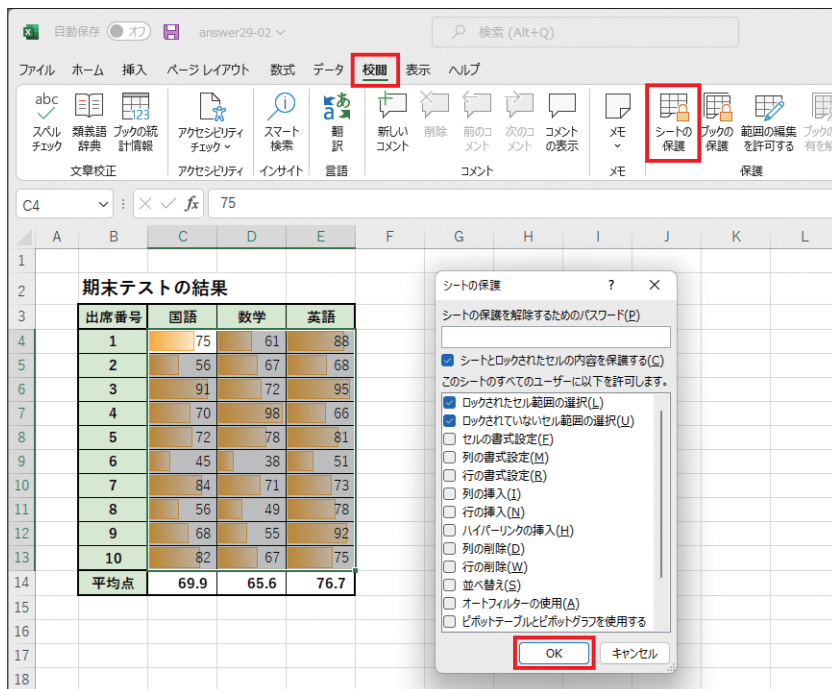 自動保存 オフ answer29-02 検索 (Alt+Q)
ファイル ホーム 挿入 ページ レイアウト 数式 データ 校閲 表示 ヘルプ
スペル
チェック
類義語
辞典
ブックの統
計情報
アクセシビリティ
チェック
スマート
検索
翻
訳
新しい
コメント
削除
前のコ
メント
次のコ
メント
コメント
の表示
メモ
シートの
保護
ブックの
保護
範囲の編集
を許可する
文章校正 アクセシビリティ インサイト 言語 コメント メモ 保護
C4 fx 75
A B C D E F G H I J K L
1
2 期末テストの結果
3 出席番号 国語 数学 英語
4 1 75 61 88
5 2 56 67 68
6 3 91 72 95
7 4 70 98 66
8 5 72 78 81
9 6 45 38 51
10 7 84 71 73
11 8 56 49 78
12 9 68 55 92
13 10 82 67 75
14 平均点 69.9 65.6 76.7
15
16
17
18
シートの保護 ? ×
シートの保護を解除するためのパスワード(P)
シートとロックされたセルの内容を保護する(C)
このシートのすべてのユーザーに以下を許可します。
ロックされたセル範囲の選択(L)
ロックされていないセル範囲の選択(U)
セルの書式設定(F)
列の書式設定(M)
行の書式設定(R)
列の挿入(I)
行の挿入(N)
ハイパーリンクの挿入(H)
列の削除(D)
行の削除(W)
並べ替え(S)
オートフィルターの使用(A)
ピボットテーブルとピボットグラフを使用する
OK キャンセル